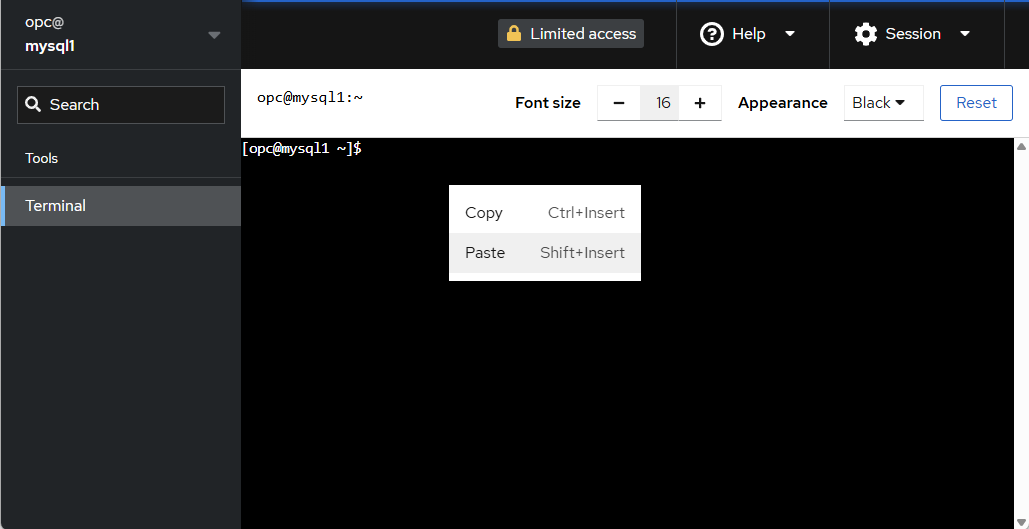 opc@
mysql1
Limited access
Help
Session
Search
opc@mysql1:~
Font size
16
Appearance
Black
Reset
Tools
Terminal
[opc@mysql1 ~]$
Copy Ctrl+Insert
Paste Shift+Insert